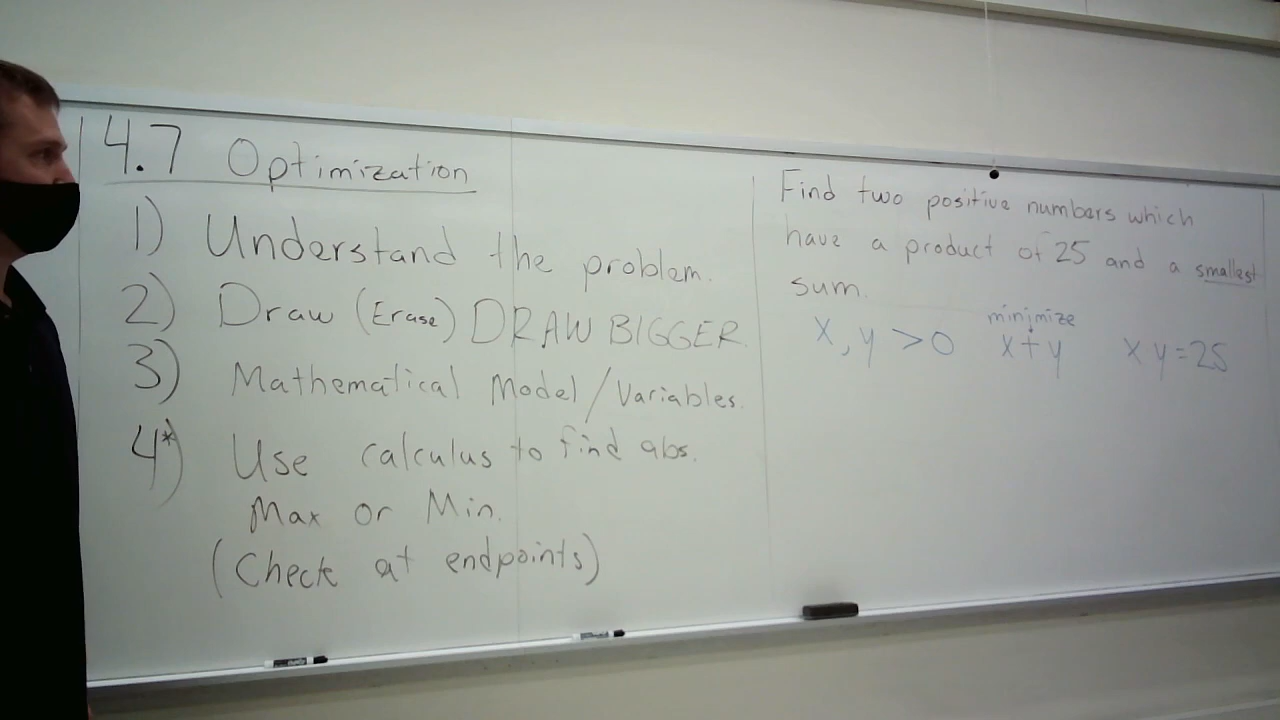 4.7 Optimization
1) Understand the problem.
2) Draw (Erase) DRAW BIGGER.
3) Mathematical Model/Variables.
4*) Use calculus to find abs.
Max or Min.
(Check at endpoints)
Find two positive numbers which
have a product of 25 and a smallest
sum.
minimize
x, y >0 x+y xy=25